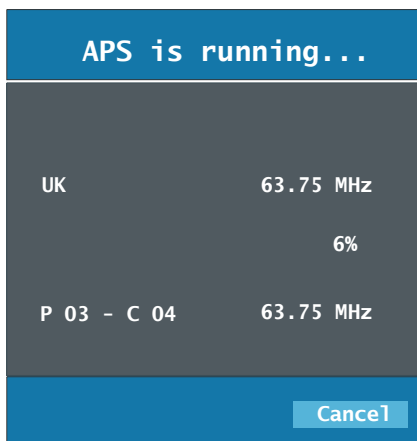 APS is running...
UK 63.75 MHz
6%
P 03 - C 04 63.75 MHz
Cancel